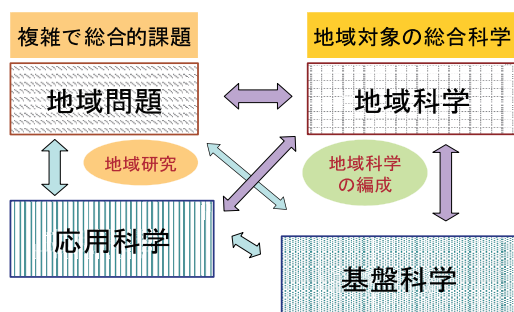 複雑で総合的課題
地域対象の総合科学
地域問題
地域科学
地域研究
地域科学
の編成
応用科学
基盤科学